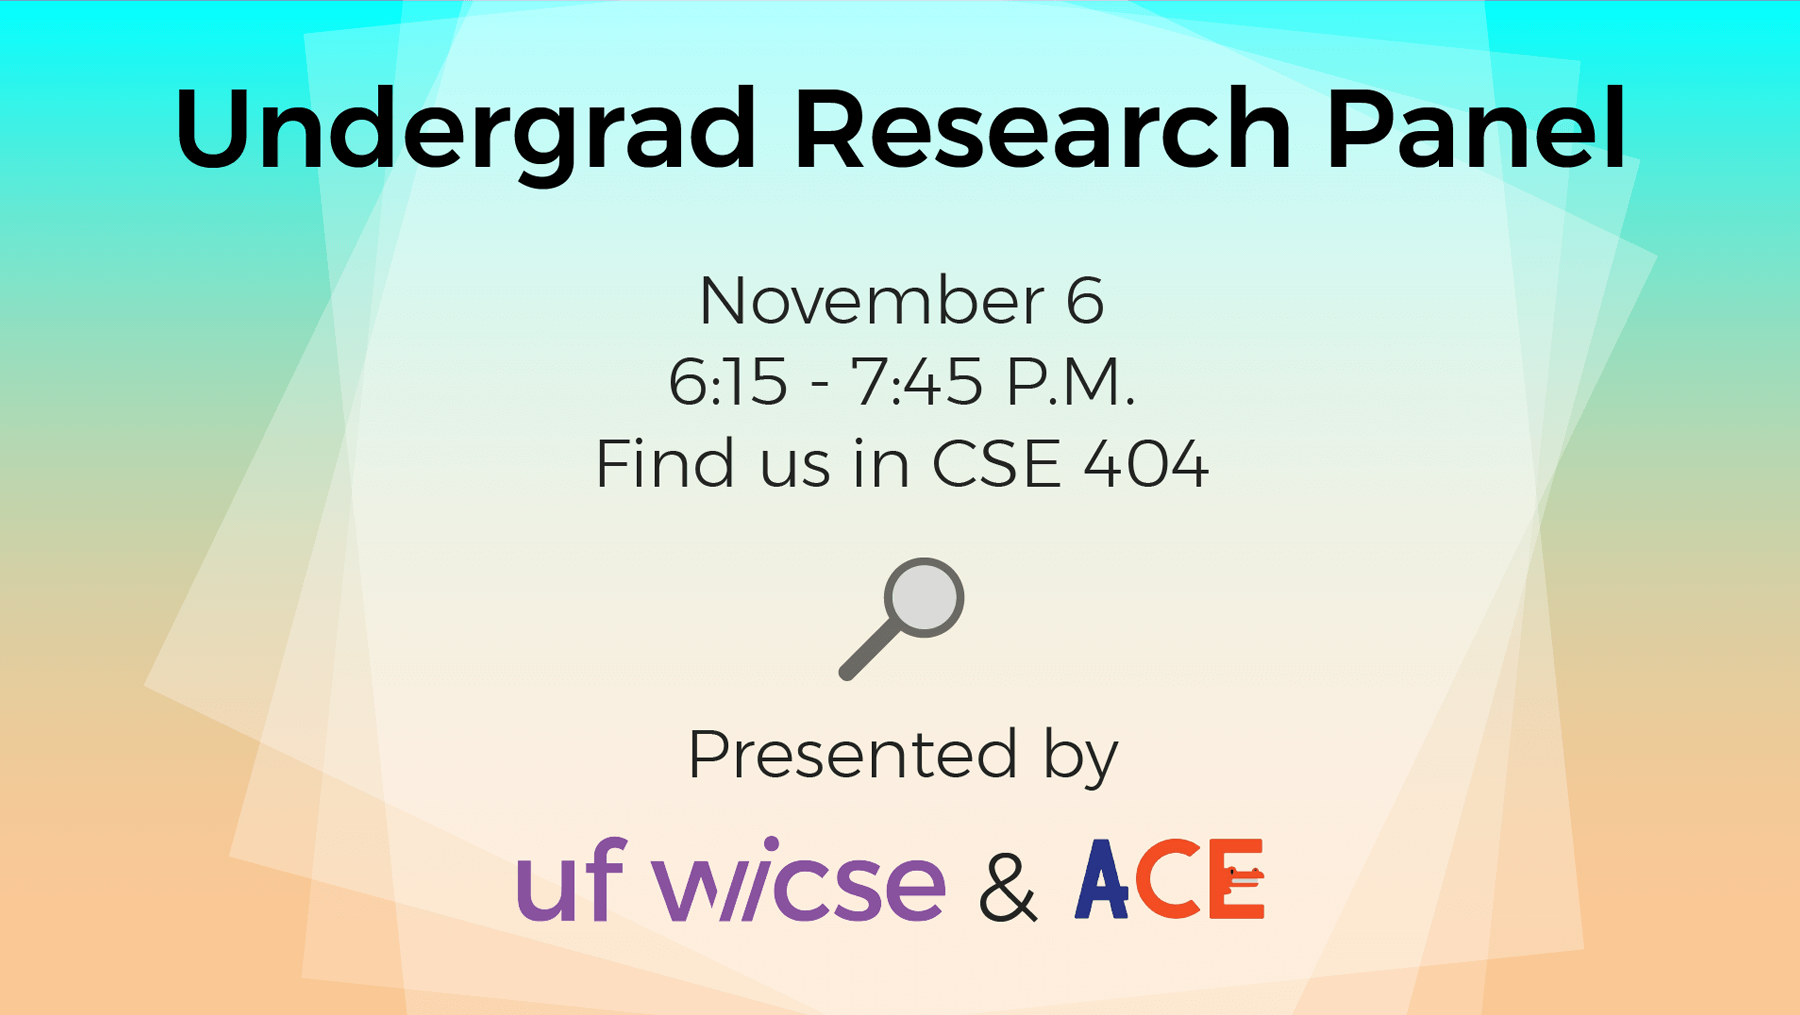 Undergrad Research Panel
November 6
6:15 - 7:45 P.M.
Find us in CSE 404
Presented by
uf wicse & ACE